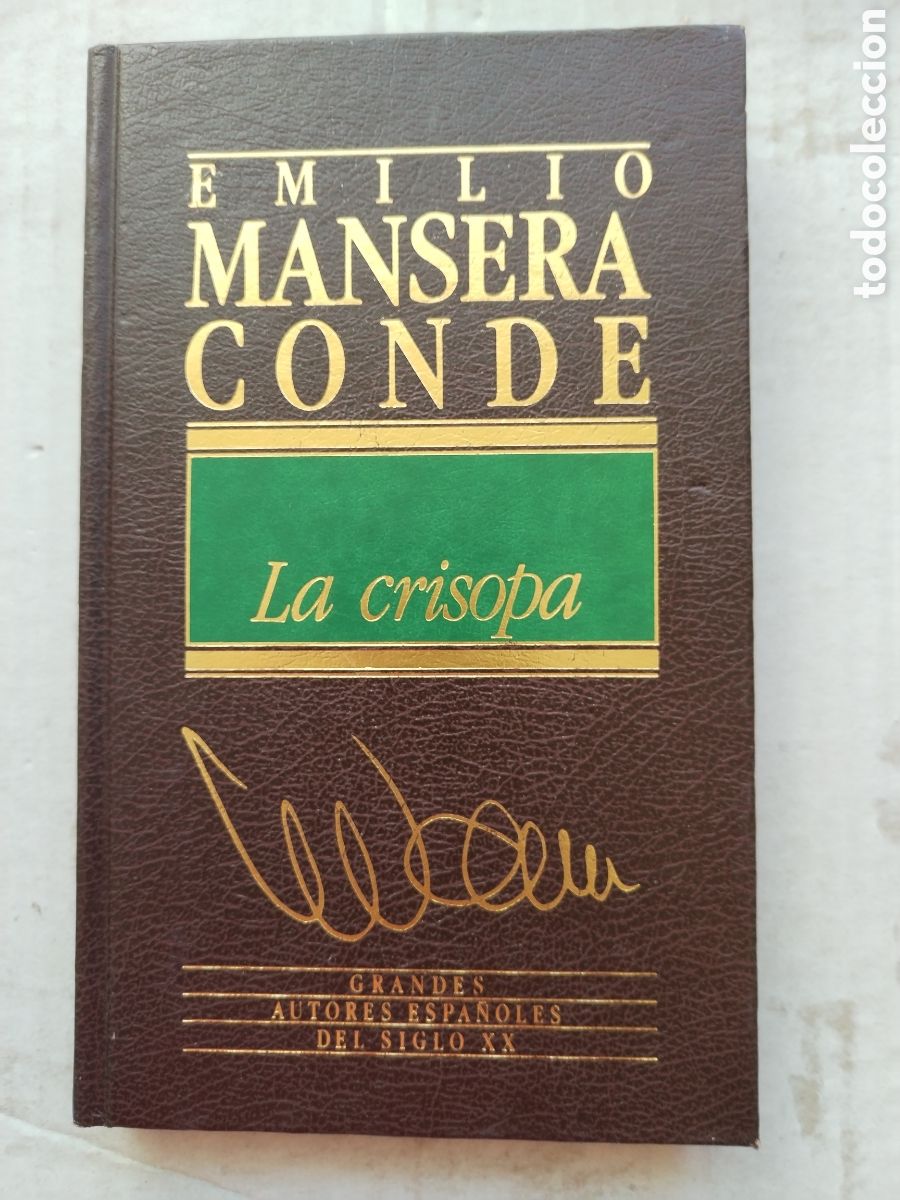 EMILIO
MANSERA
CONDE
La crisopa
GRANDES
AUTORES ESPAÑOLES
DEL SIGLO XX
todocoleccion